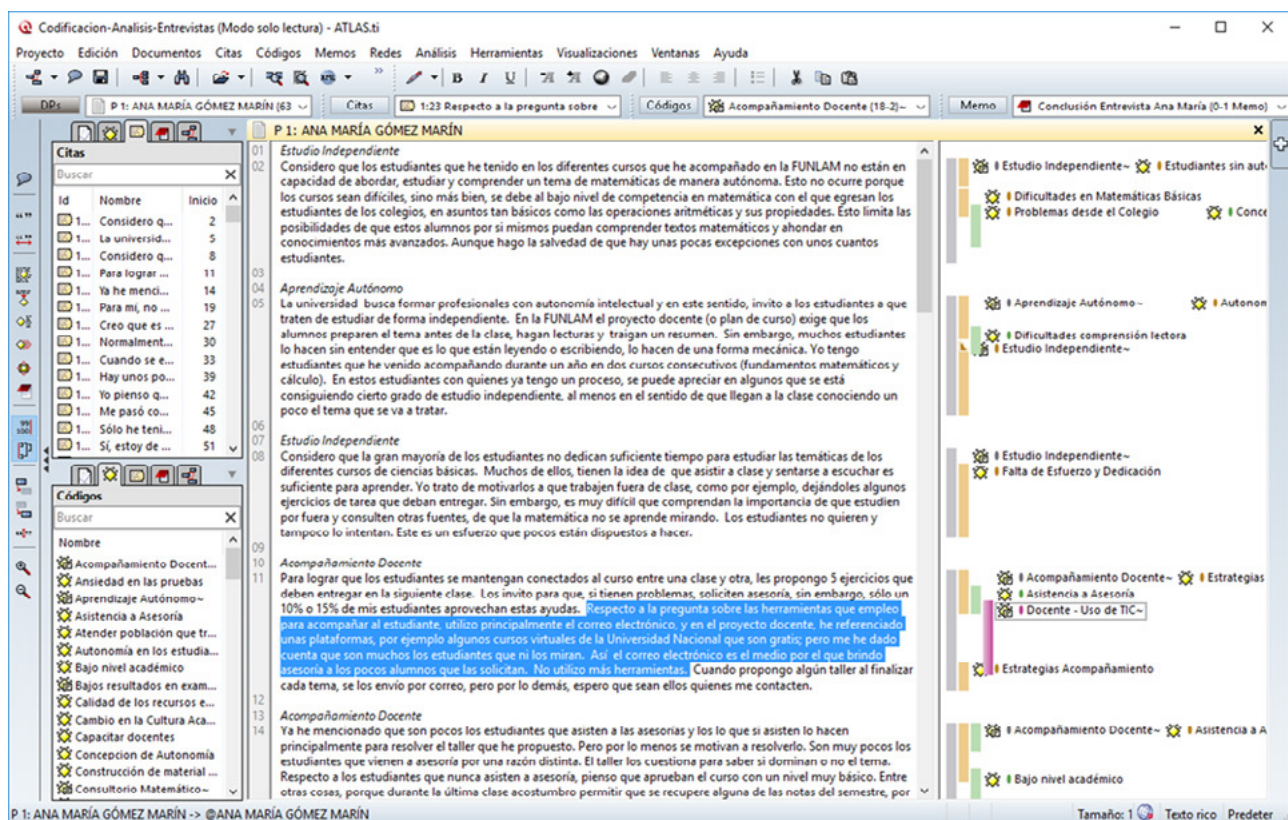 Codificacion-Analisis-Entrevistas (Modo solo lectura) - ATLAS.ti
Proyecto Edición Documentos Citas Códigos Memos Redes Análisis Herramientas Visualizaciones Ventanas Ayuda
B I U
DPs P 1: ANA MARÍA GÓMEZ MARÍN (63 Citas 1:23 Respecto a la pregunta sobre Códigos Acompañamiento Docente (18-2)~ Memo Conclusión Entrevista Ana María (0-1 Memo)
Citas
Buscar
Id Nombre Inicio
1... Considero q... 2
1... La universid... 5
1... Considero q... 8
1... Para lograr ... 11
1... Ya he menci... 14
1... Para mí, no ... 19
1... Creo que es ... 27
1... Normalment... 30
1... Cuando se e... 33
1... Hay unos po... 39
1... Yo pienso q... 42
1... Me pasó co... 45
1... Sólo he teni... 48
1... Sí, estoy de ... 51
Códigos
Buscar
Nombre
Acompañamiento Docent...
Ansiedad en las pruebas
Aprendizaje Autónomo~
Asistencia a Asesoría
Atender población que tr...
Autonomía en los estudia...
Bajo nivel académico
Bajos resultados en exam...
Calidad de los recursos e...
Cambio en la Cultura Aca...
Capacitar docentes
Concepcion de Autonomía
Construcción de material ...
Consultorio Matemático~
P 1: ANA MARÍA GÓMEZ MARÍN
01 Estudio Independiente
02 Considero que los estudiantes que he tenido en los diferentes cursos que he acompañado en la FUNLAM no están en
capacidad de abordar, estudiar y comprender un tema de matemáticas de manera autónoma. Esto no ocurre porque
los cursos sean difíciles, sino más bien, se debe al bajo nivel de competencia en matemática con el que egresan los
estudiantes de los colegios, en asuntos tan básicos como las operaciones aritméticas y sus propiedades. Esto limita las
posibilidades de que estos alumnos por si mismos puedan comprender textos matemáticos y ahondar en
conocimientos más avanzados. Aunque hago la salvedad de que hay unas pocas excepciones con unos cuantos
estudiantes.
03
04 Aprendizaje Autónomo
05 La universidad busca formar profesionales con autonomía intelectual y en este sentido, invito a los estudiantes a que
traten de estudiar de forma independiente. En la FUNLAM el proyecto docente (o plan de curso) exige que los
alumnos preparen el tema antes de la clase, hagan lecturas y traigan un resumen. Sin embargo, muchos estudiantes
lo hacen sin entender que es lo que están leyendo o escribiendo, lo hacen de una forma mecánica. Yo tengo
estudiantes que he venido acompañando durante un año en dos cursos consecutivos (fundamentos matemáticos y
cálculo). En estos estudiantes con quienes ya tengo un proceso, se puede apreciar en algunos que se está
consiguiendo cierto grado de estudio independiente, al menos en el sentido de que llegan a la clase conociendo un
poco el tema que se va a tratar.
06
07 Estudio Independiente
08 Considero que la gran mayoría de los estudiantes no dedican suficiente tiempo para estudiar las temáticas de los
diferentes cursos de ciencias básicas. Muchos de ellos, tienen la idea de que asistir a clase y sentarse a escuchar es
suficiente para aprender. Yo trato de motivarlos a que trabajen fuera de clase, como por ejemplo, dejándoles algunos
ejercicios de tarea que deban entregar. Sin embargo, es muy difícil que comprendan la importancia de que estudien
por fuera y consulten otras fuentes, de que la matemática no se aprende mirando. Los estudiantes no quieren y
tampoco lo intentan. Este es un esfuerzo que pocos están dispuestos a hacer.
09
10 Acompañamiento Docente
11 Para lograr que los estudiantes se mantengan conectados al curso entre una clase y otra, les propongo 5 ejercicios que
deben entregar en la siguiente clase. Los invito para que, si tienen problemas, soliciten asesoría, sin embargo, sólo un
10% o 15% de mis estudiantes aprovechan estas ayudas. Respecto a la pregunta sobre las herramientas que empleo
para acompañar al estudiante, utilizo principalmente el correo electrónico, y en el proyecto docente, he referenciado
unas plataformas, por ejemplo algunos cursos virtuales de la Universidad Nacional que son gratis; pero me he dado
cuenta que son muchos los estudiantes que ni los miran. Así el correo electrónico es el medio por el que brindo
asesoría a los pocos alumnos que las solicitan. No utilizo más herramientas. Cuando propongo algún taller al finalizar
cada tema, se los envío por correo, pero por lo demás, espero que sean ellos quienes me contacten.
12
13 Acompañamiento Docente
14 Ya he mencionado que son pocos los estudiantes que asisten a las asesorías y los lo que si asisten lo hacen
principalmente para resolver el taller que he propuesto. Pero por lo menos se motivan a resolverlo. Son muy pocos los
estudiantes que vienen a asesoría por una razón distinta. El taller los cuestiona para saber si dominan o no el tema.
Respecto a los estudiantes que nunca asisten a asesoría, pienso que aprueban el curso con un nivel muy básico. Entre
otras cosas, porque durante la última clase acostumbro permitir que se recupere alguna de las notas del semestre, por
Estudio Independiente~ Estudiantes sin aut
Dificultades en Matemáticas Básicas
Problemas desde el Colegio Conce
Aprendizaje Autónomo~ Autonom
Dificultades comprensión lectora
Estudio Independiente~
Estudio Independiente~
Falta de Esfuerzo y Dedicación
Acompañamiento Docente~ Estrategias
Asistencia a Asesoría
Docente - Uso de TIC~
Estrategias Acompañamiento
Acompañamiento Docente~ Asistencia a A
Bajo nivel académico
P 1: ANA MARÍA GÓMEZ MARÍN -> @ANA MARÍA GÓMEZ MARÍN Tamaño: 1 Texto rico Predeter